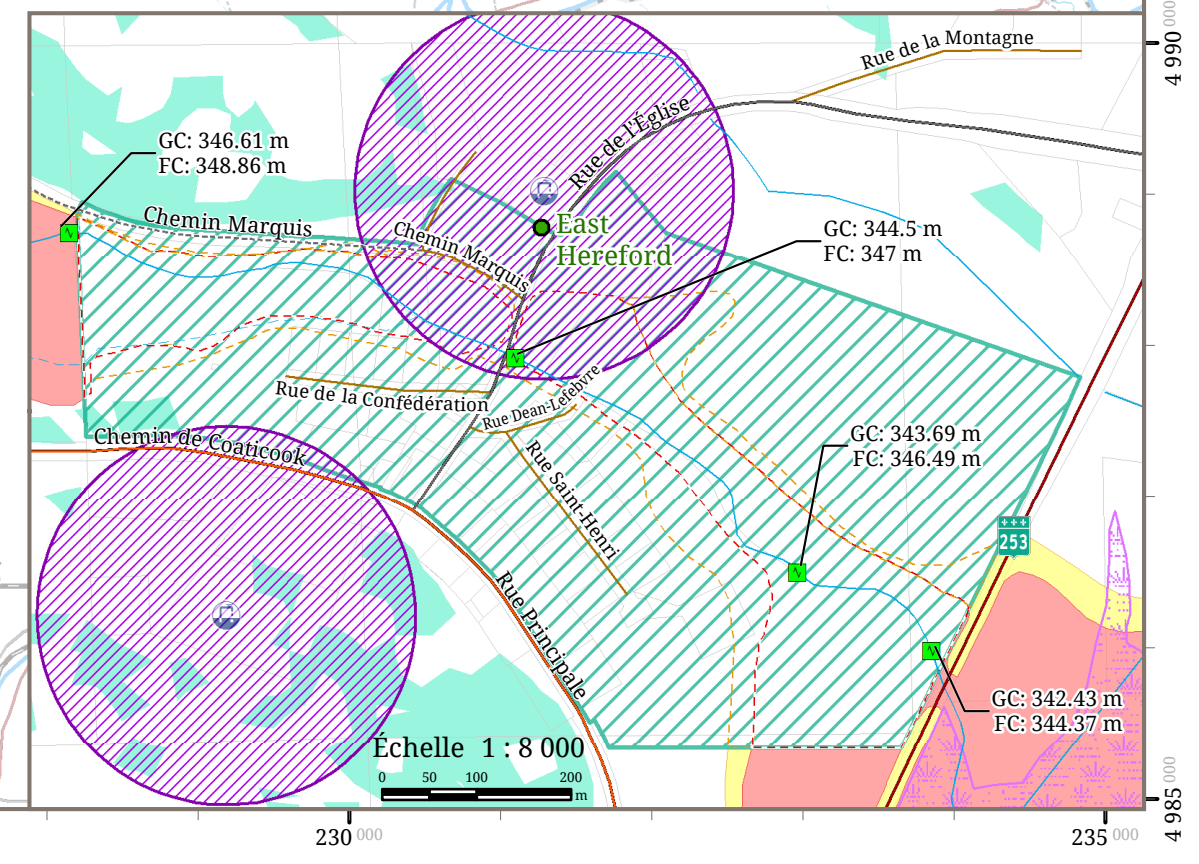 000
4 990
Rue de la Montagne
Rue de l'Église
GC: 346.61 m
FC: 348.86 m
Chemin Marquis
Chemin Marquis
East
Hereford
GC: 344.5 m
FC: 347 m
Rue de la Confédération
Rue Dean-Lefebvre
Chemin de Coaticook
Rue Saint-Henri
GC: 343.69 m
FC: 346.49 m
253
Rue Principale
GC: 342.43 m
FC: 344.37 m
Échelle 1 : 8 000
0 50 100 200
m
000
4 985
230 000
235 000